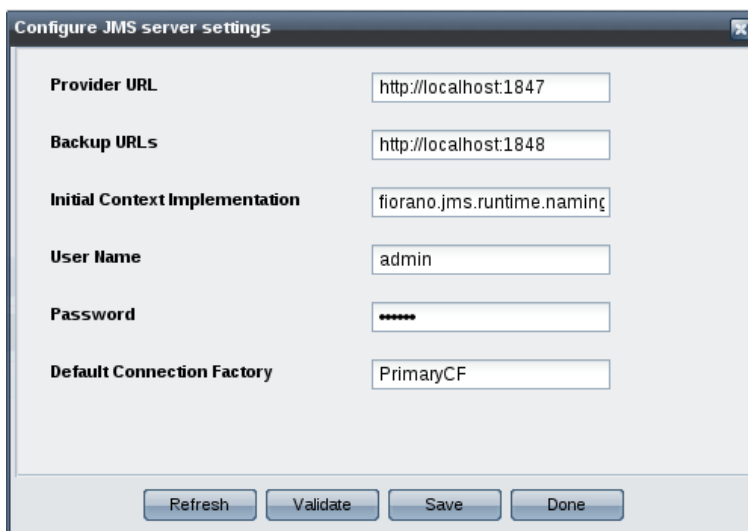 Configure JMS server settings
Provider URL http://localhost:1847
Backup URLs http://localhost:1848
Initial Context Implementation fiorano.jms.runtime.naming
User Name admin
Password ••••••
Default Connection Factory PrimaryCF
Refresh Validate Save Done